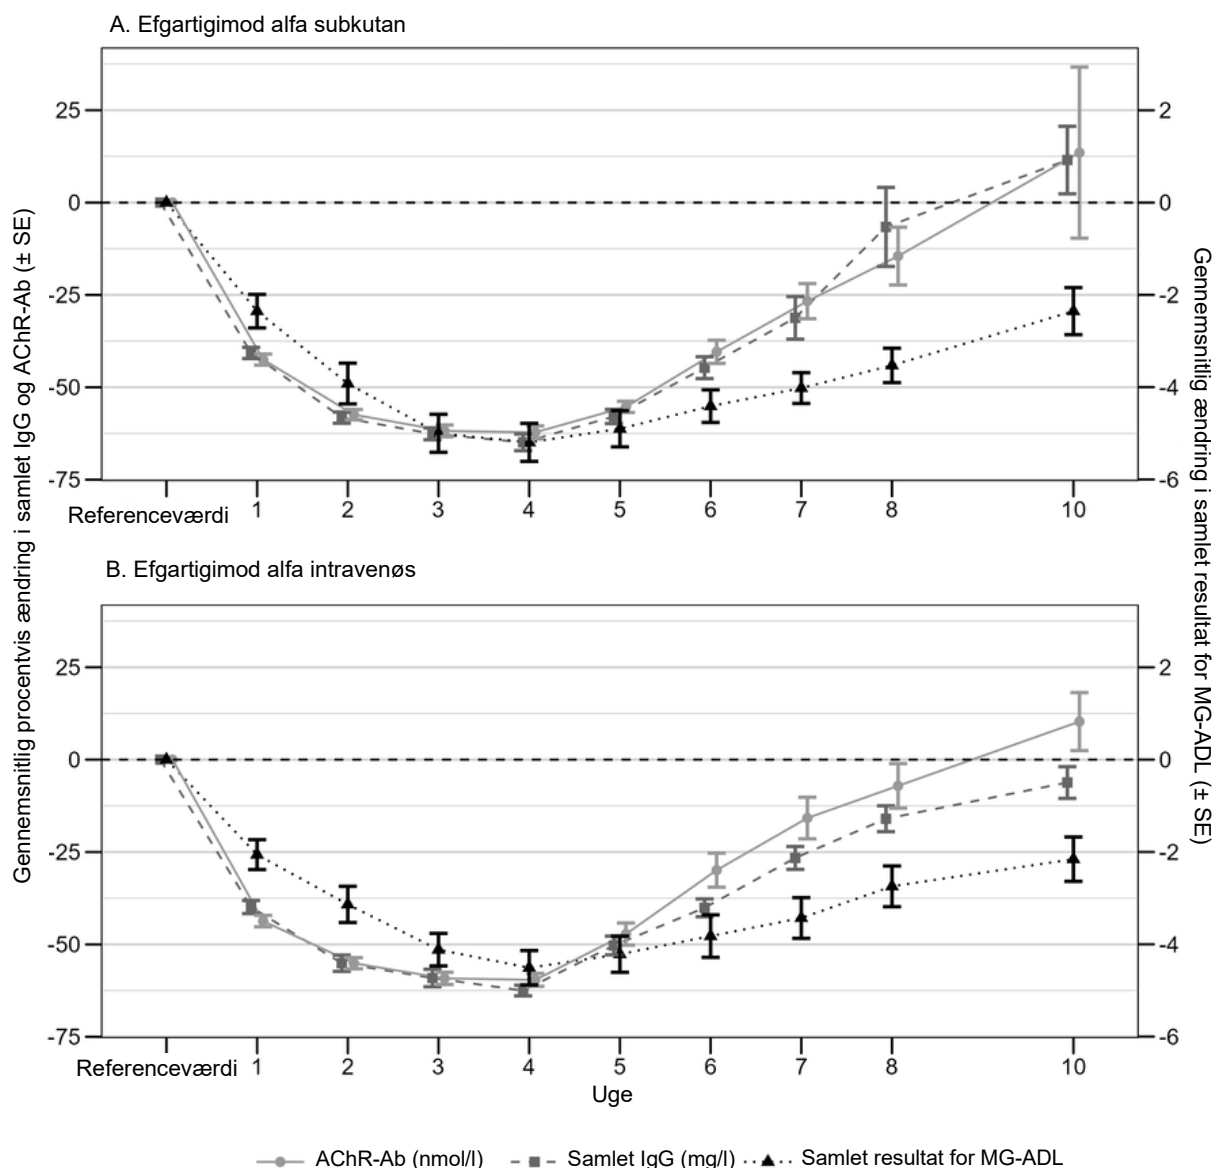 A. Efgartigimod alfa subkutan
Gennemsnitlig procentvis ændring i samlet IgG og AChR-Ab (± SE)
Gennemsnitlig ændring i samlet resultat for MG-ADL (± SE)
25
0
-25
-50
-75
2
0
-2
-4
-6
Referenceværdi 1 2 3 4 5 6 7 8 10
B. Efgartigimod alfa intravenøs
25
0
-25
-50
-75
2
0
-2
-4
-6
Referenceværdi 1 2 3 4 5 6 7 8 10
Uge
AChR-Ab (nmol/l) Samlet IgG (mg/l) Samlet resultat for MG-ADL